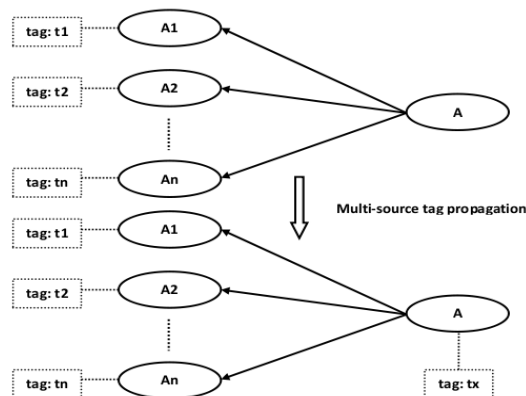 tag: t1
A1
tag: t2
A2
A
tag: tn
An
Multi-source tag propagation
tag: t1
A1
tag: t2
A2
A
tag: tn
An
tag: tx